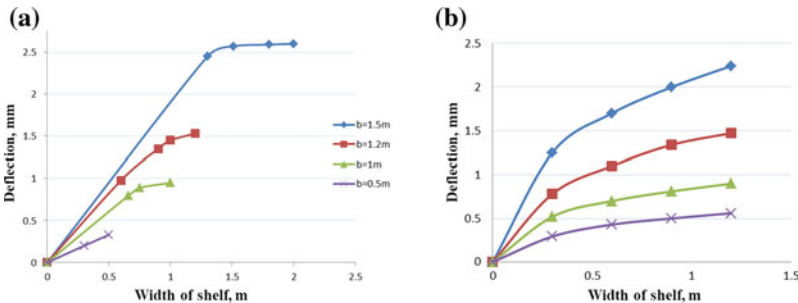 (a)
Deflection, mm
2.5
2
1.5
1
0.5
0
0
0.5
1
1.5
2
2.5
Width of shelf, m
b=1.5m
b=1.2m
b=1m
b=0.5m
(b)
Deflection, mm
2.5
2
1.5
1
0.5
0
0
0.5
1
1.5
Width of shelf, m